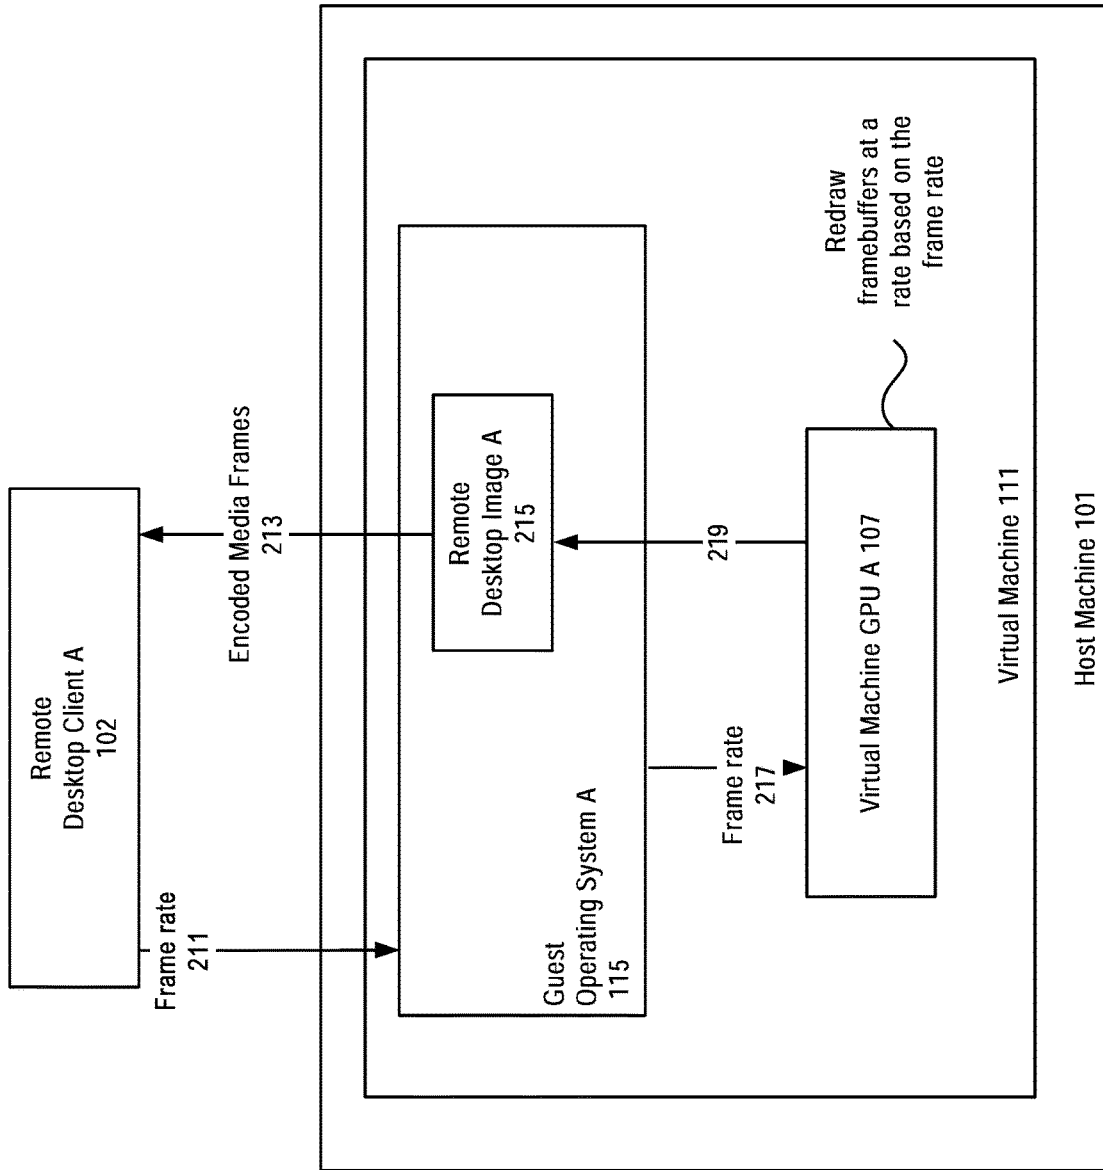 Remote
Desktop Client A
102
Frame rate
211
Encoded Media Frames
213
Remote
Desktop Image A
215
Guest
Operating System A
115
Frame rate
217
219
Virtual Machine GPU A 107
Redraw
framebuffers at a
rate based on the
frame rate
Virtual Machine 111
Host Machine 101